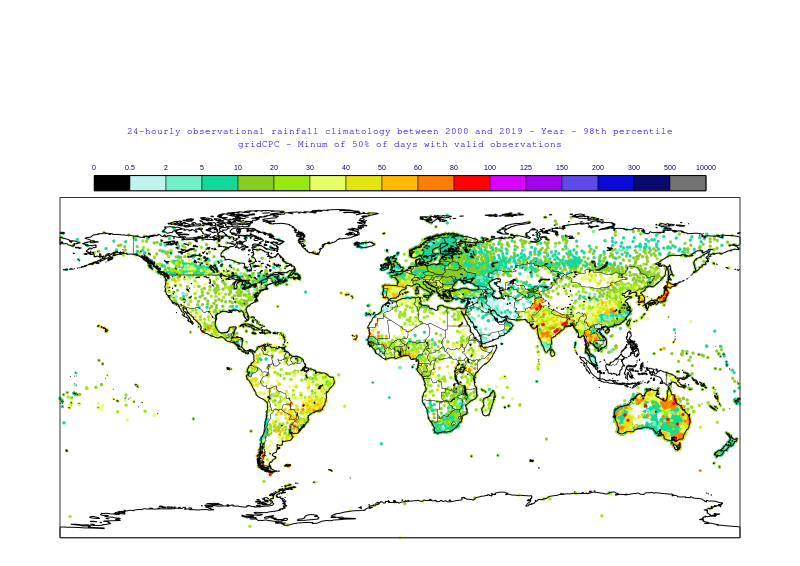 24-hourly observational rainfall climatology between 2000 and 2019 - Year - 98th percentile
gridCPC - Minum of 50% of days with valid observations
0 0.5 2 5 10 20 30 40 50 60 80 100 125 150 200 300 500 10000